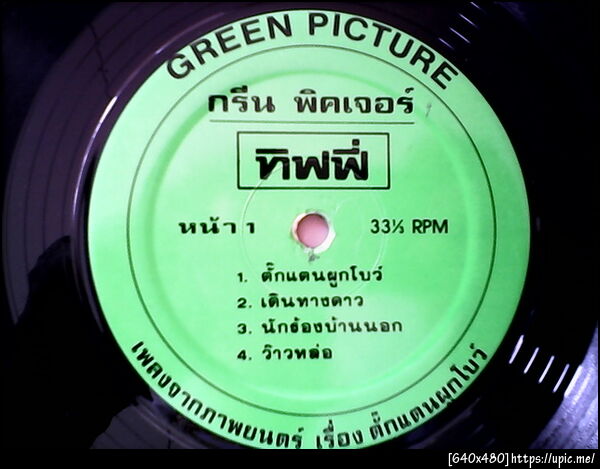 GREEN PICTURE
กรีน พิคเจอร์
ทิฟฟี่
หน้า 1
33⅓ RPM
1. ตั๊กแตนผูกโบว์
2. เดินทางดาว
3. นักฮ้องบ้านนอก
4. ว๊าวหล่อ
เพลงจากภาพยนตร์ เรื่อง ตั๊กแตนผูกโบว์
[640x480]https://upic.me/